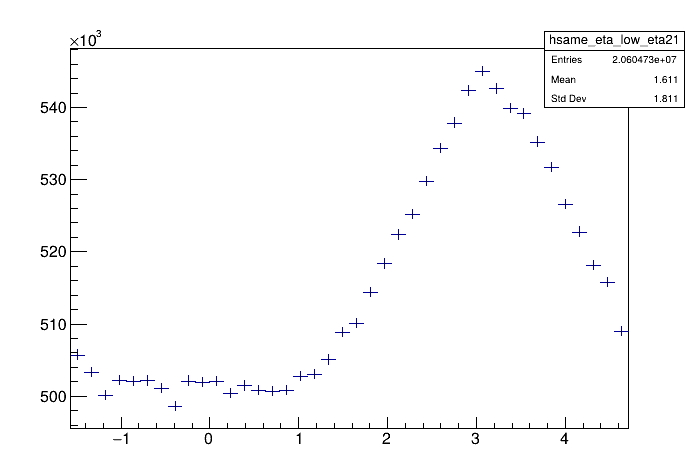 ×10³
hsame_eta_low_eta21
Entries 2.060473e+07
Mean 1.611
Std Dev 1.811
540
530
520
510
500
−1 0 1 2 3 4